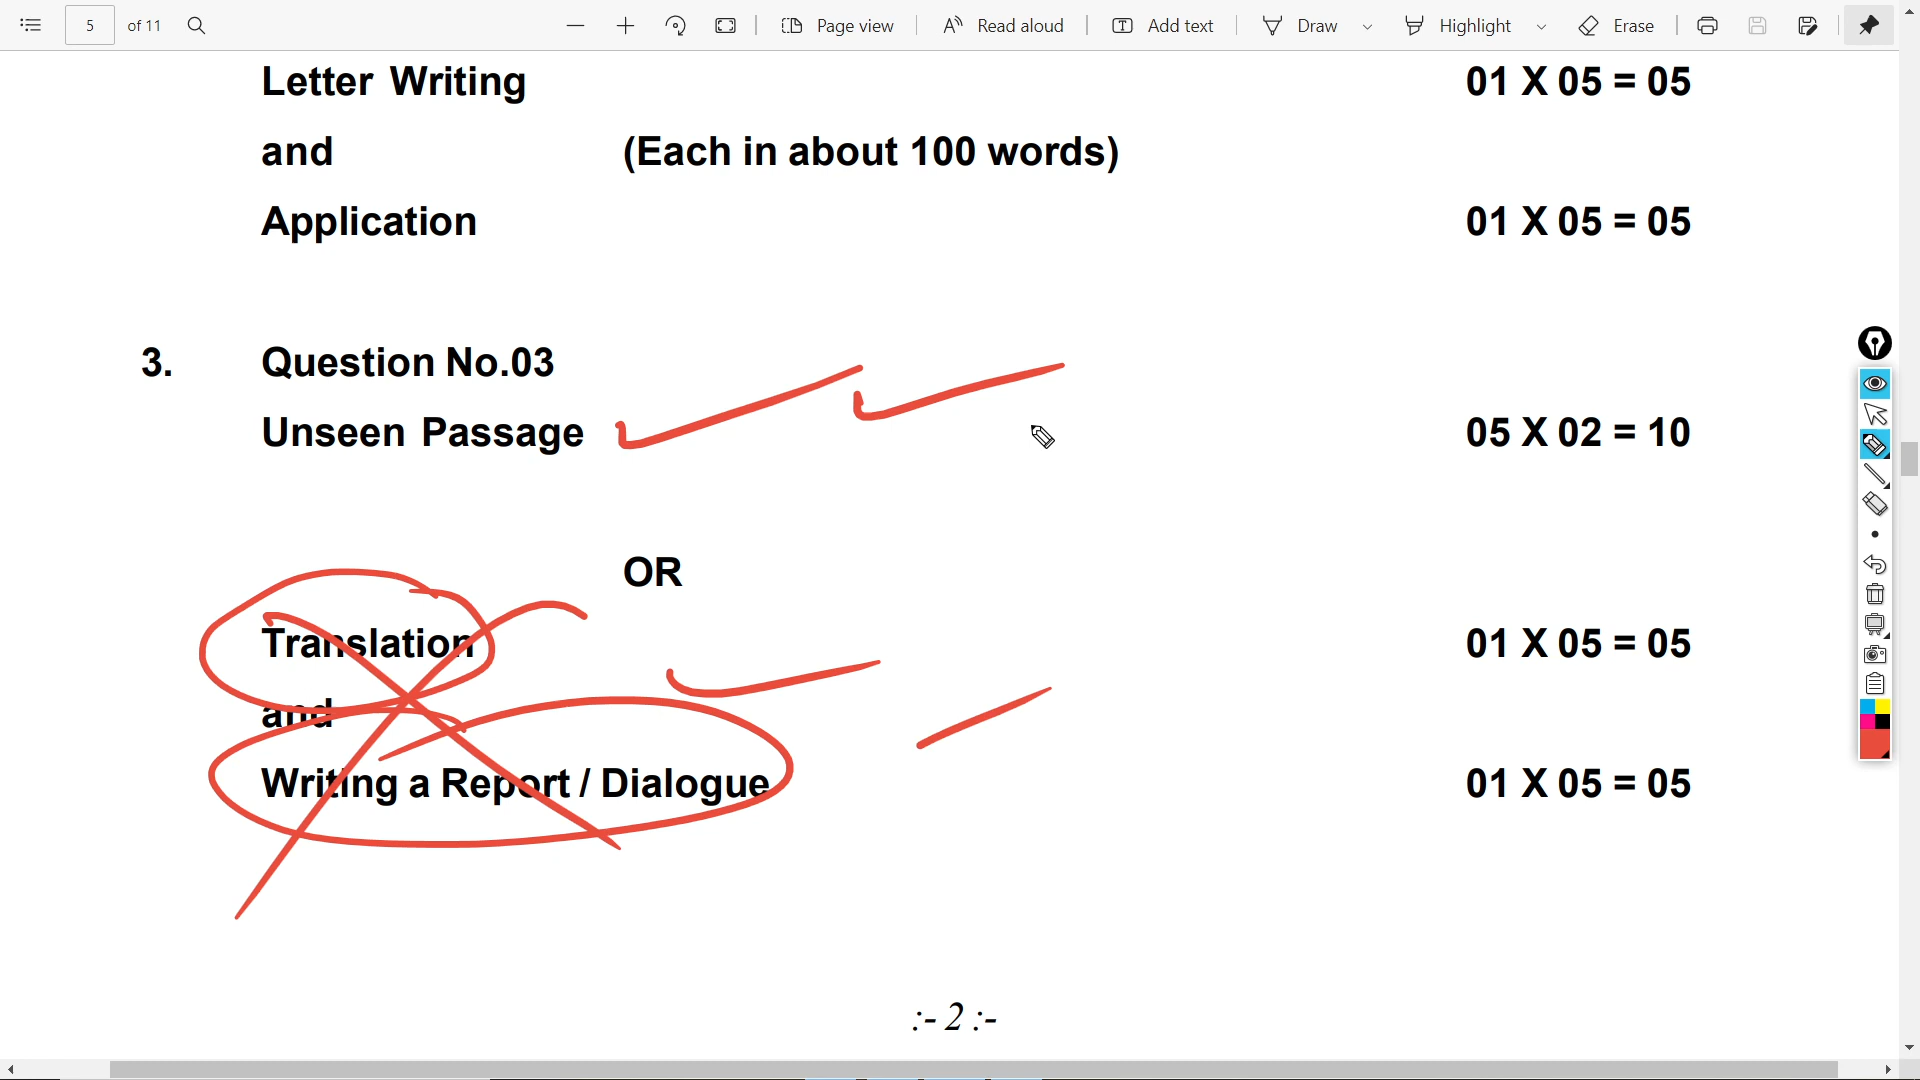 5 of 11 Page view Read aloud Add text Draw Highlight Erase
Letter Writing 01 X 05 = 05
and (Each in about 100 words)
Application 01 X 05 = 05
3. Question No.03
Unseen Passage 05 X 02 = 10
OR
Translation 01 X 05 = 05
and
Writing a Report / Dialogue 01 X 05 = 05
:- 2 :-